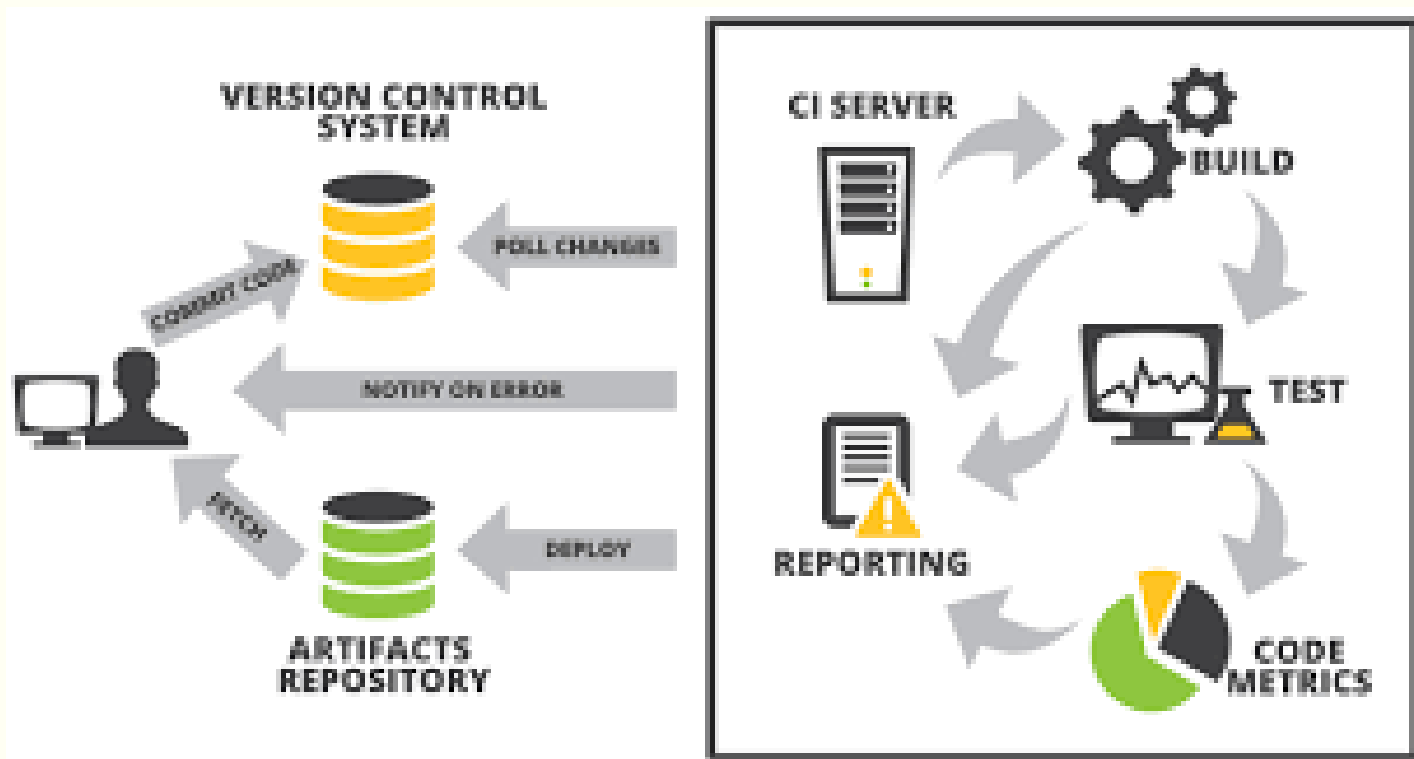 VERSION CONTROL
SYSTEM
POLL CHANGES
COMMIT CODE
NOTIFY ON ERROR
FETCH
DEPLOY
ARTIFACTS
REPOSITORY
CI SERVER
BUILD
TEST
REPORTING
CODE
METRICS